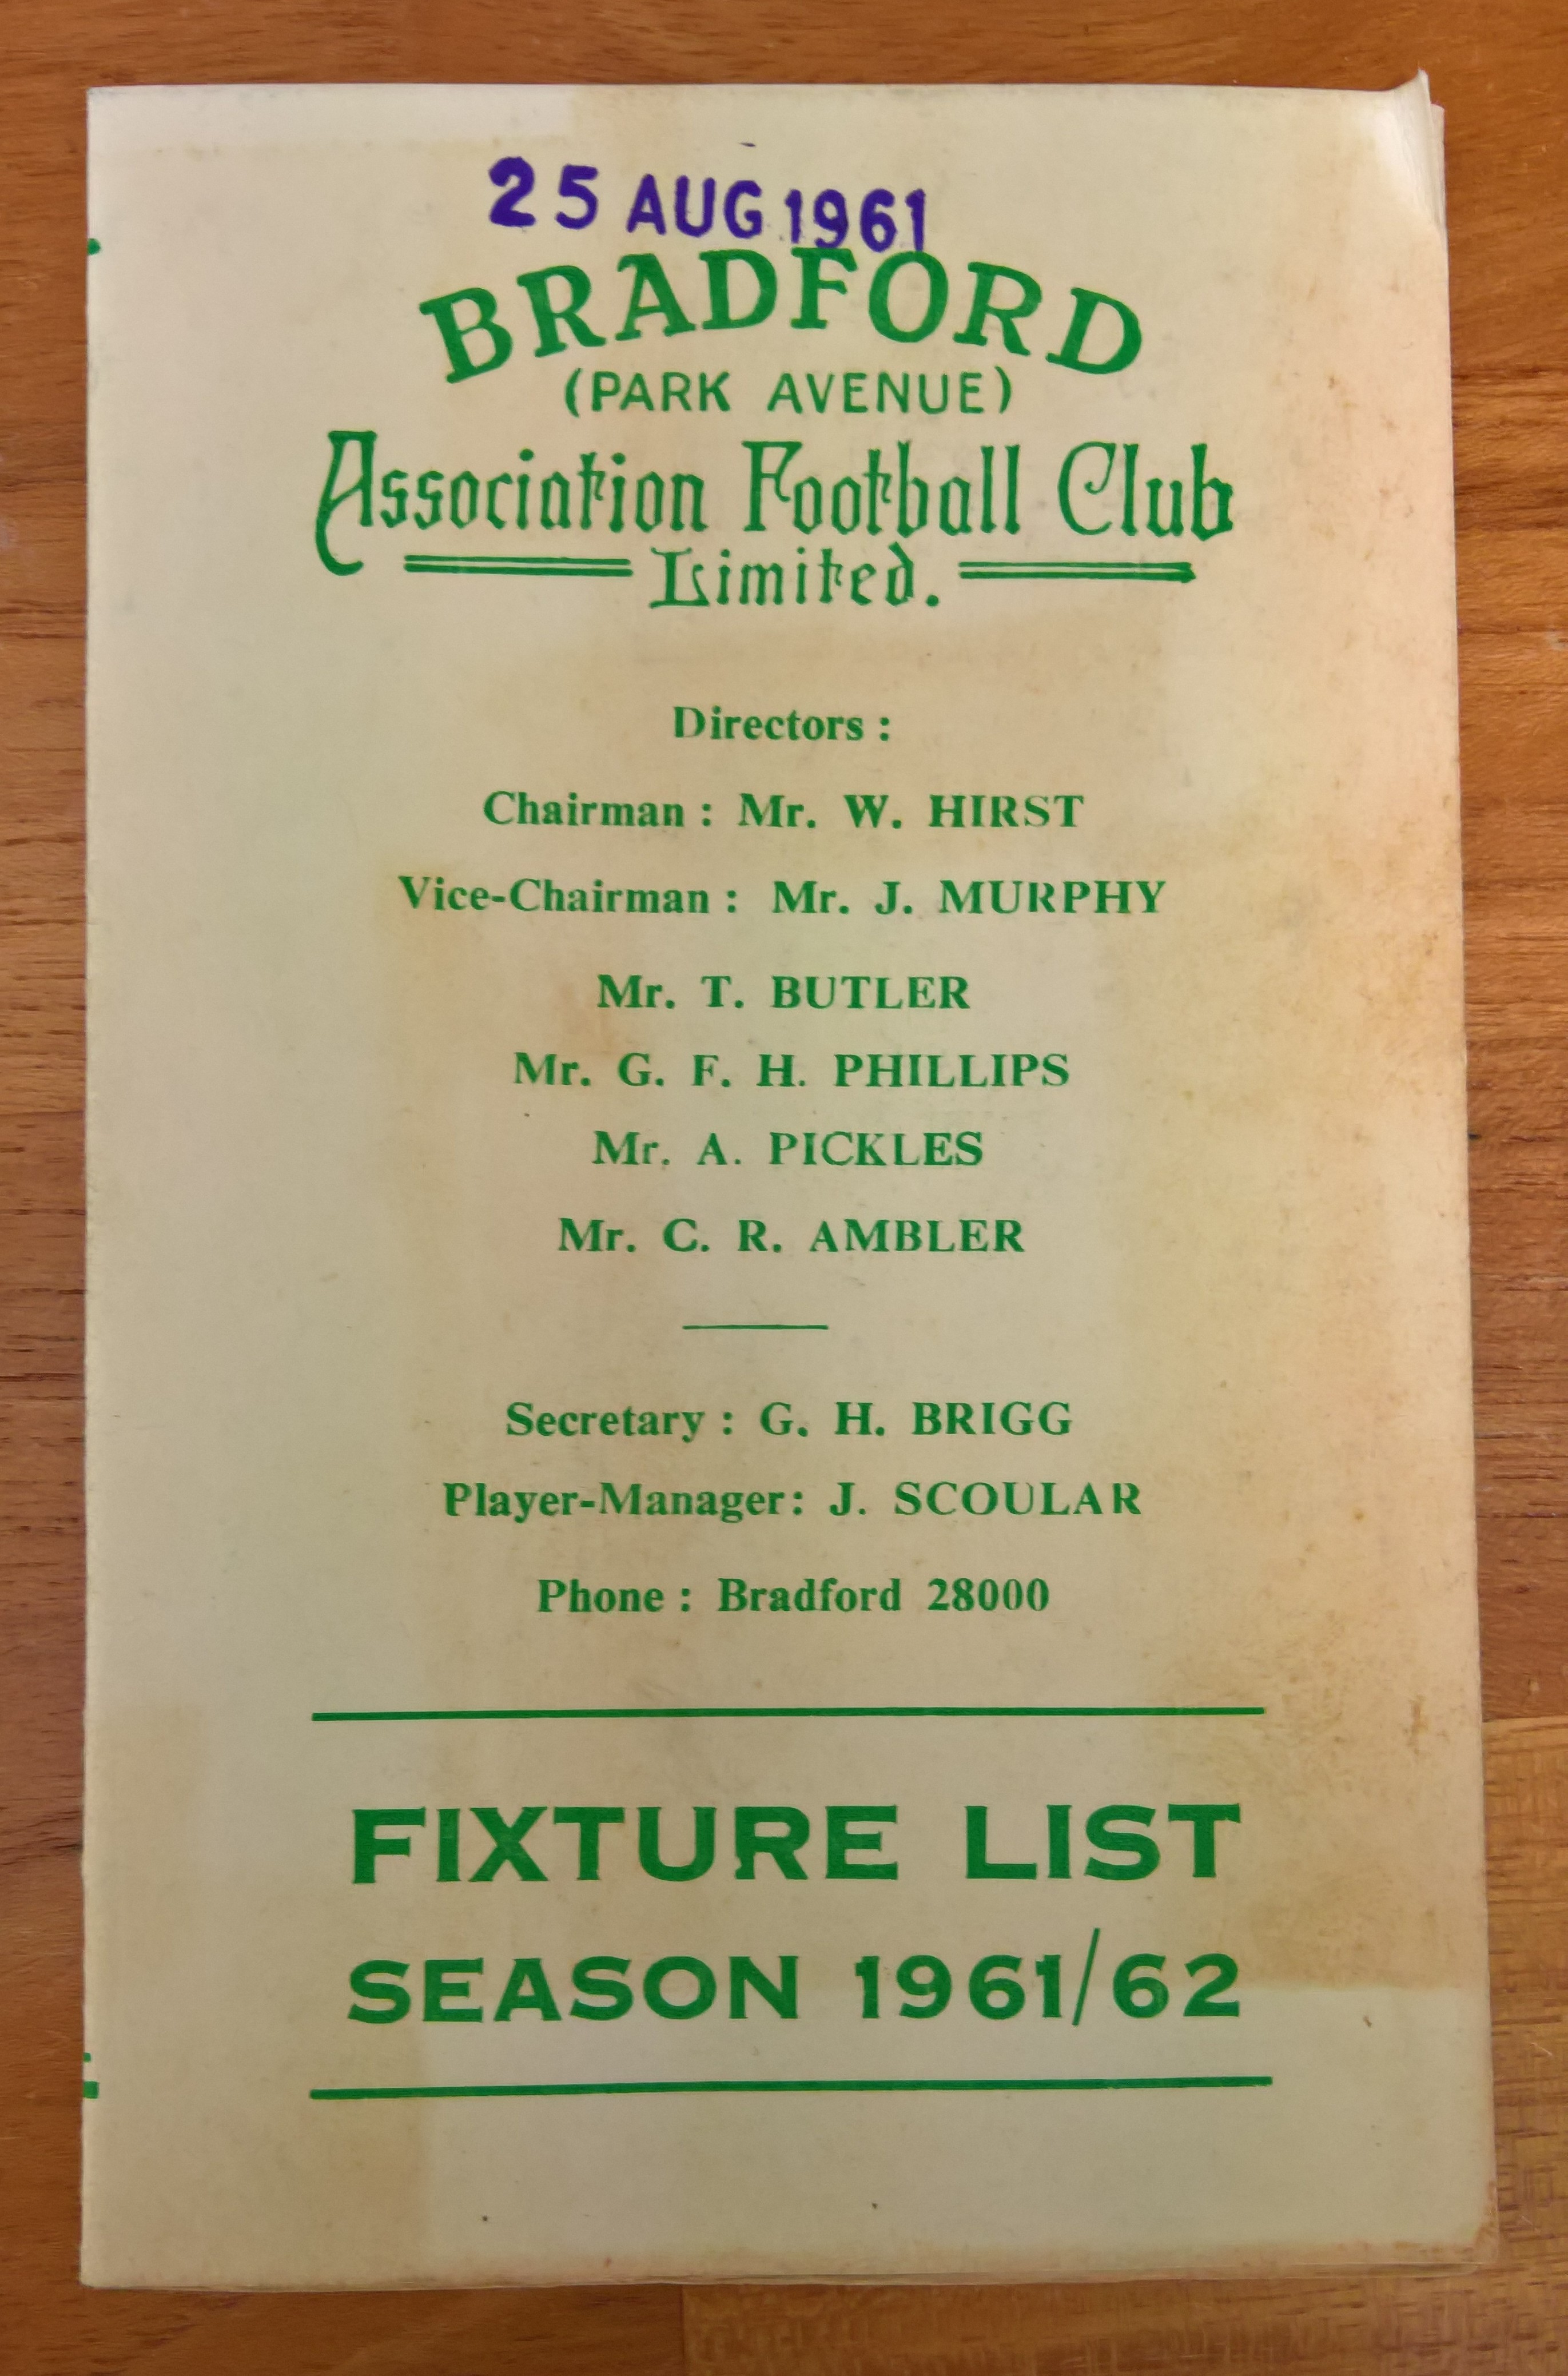 25 AUG 1961
BRADFORD
(PARK AVENUE)
Association Football Club
Limited.
Directors :
Chairman : Mr. W. HIRST
Vice-Chairman : Mr. J. MURPHY
Mr. T. BUTLER
Mr. G. F. H. PHILLIPS
Mr. A. PICKLES
Mr. C. R. AMBLER
Secretary : G. H. BRIGG
Player-Manager: J. SCOULAR
Phone : Bradford 28000
FIXTURE LIST
SEASON 1961/62